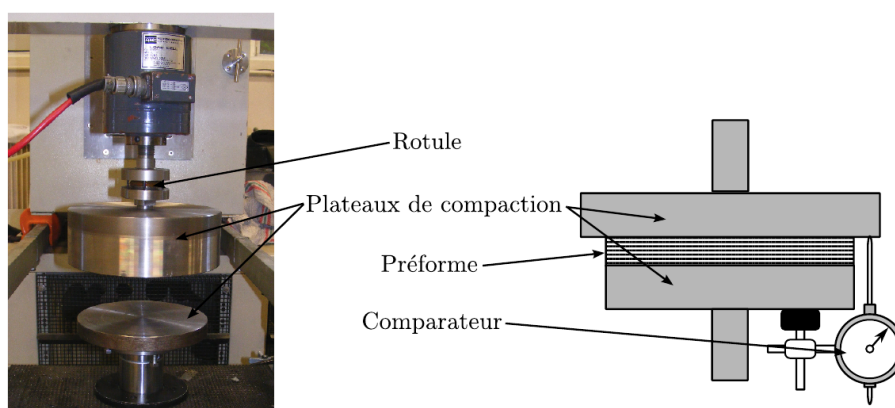 Rotule
Plateaux de compaction
Préforme
Comparateur